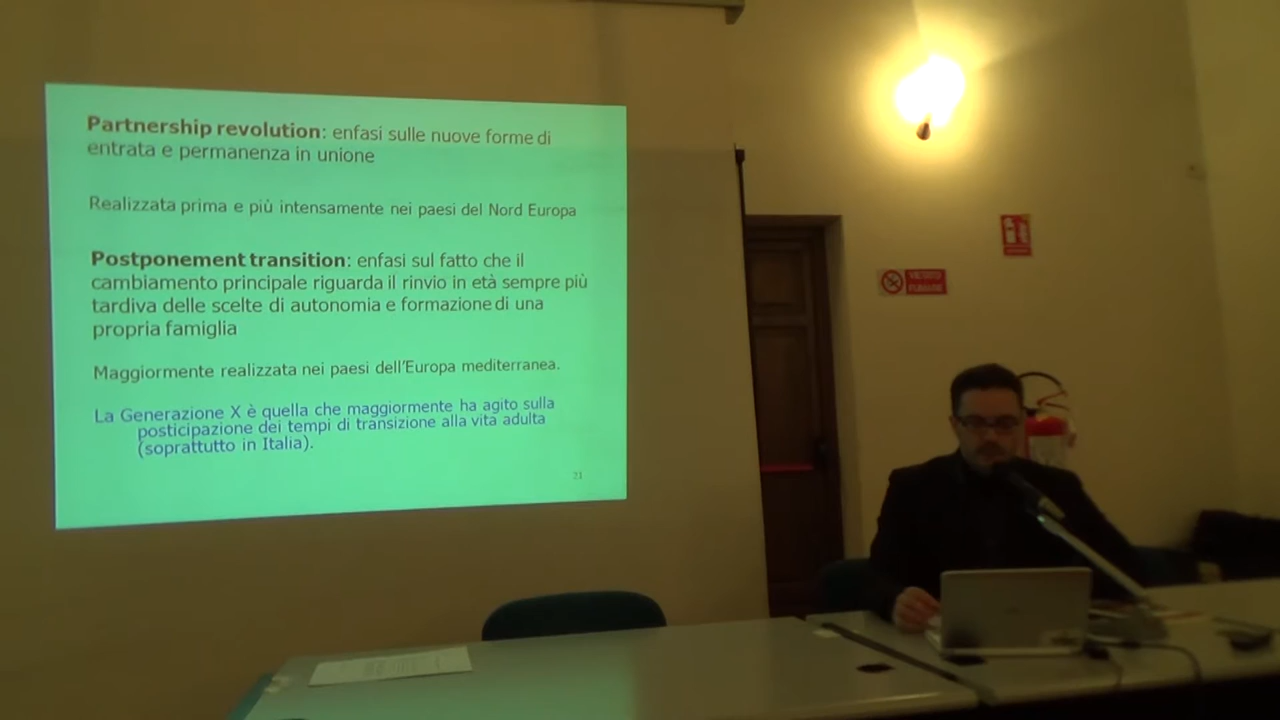 Partnership revolution: enfasi sulle nuove forme di
entrata e permanenza in unione
Realizzata prima e più intensamente nei paesi del Nord Europa
Postponement transition: enfasi sul fatto che il
cambiamento principale riguarda il rinvio in età sempre più
tardiva delle scelte di autonomia e formazione di una
propria famiglia
Maggiormente realizzata nei paesi dell'Europa mediterranea.
La Generazione X è quella che maggiormente ha agito sulla
posticipazione dei tempi di transizione alla vita adulta
(soprattutto in Italia).
21
VIETATO
FUMARE